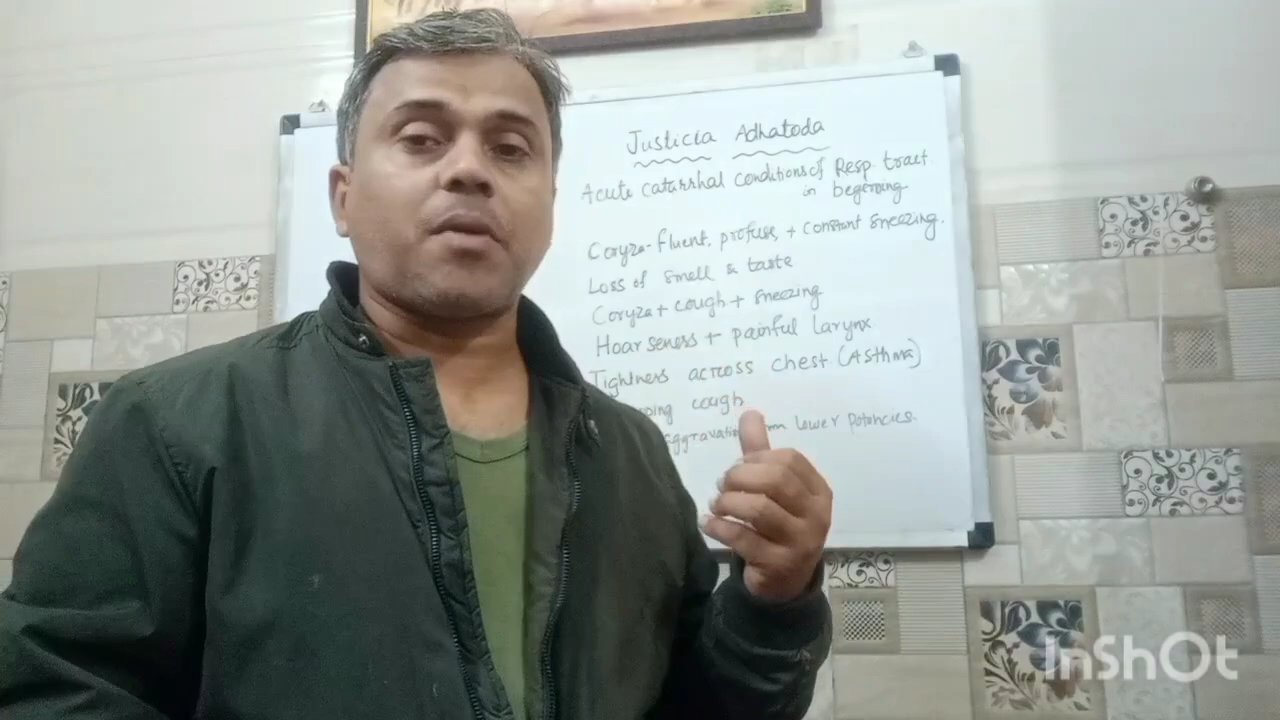 Justicia Adhatoda
Acute catarrhal conditions of Resp. tract
in begening
Coryza - fluent, profuse, + constant sneezing.
Loss of smell & taste
Coryza + cough + sneezing
Hoarseness + painful larynx
Tightness across chest (Asthma)
cough
Lower Potencies.
InShOt